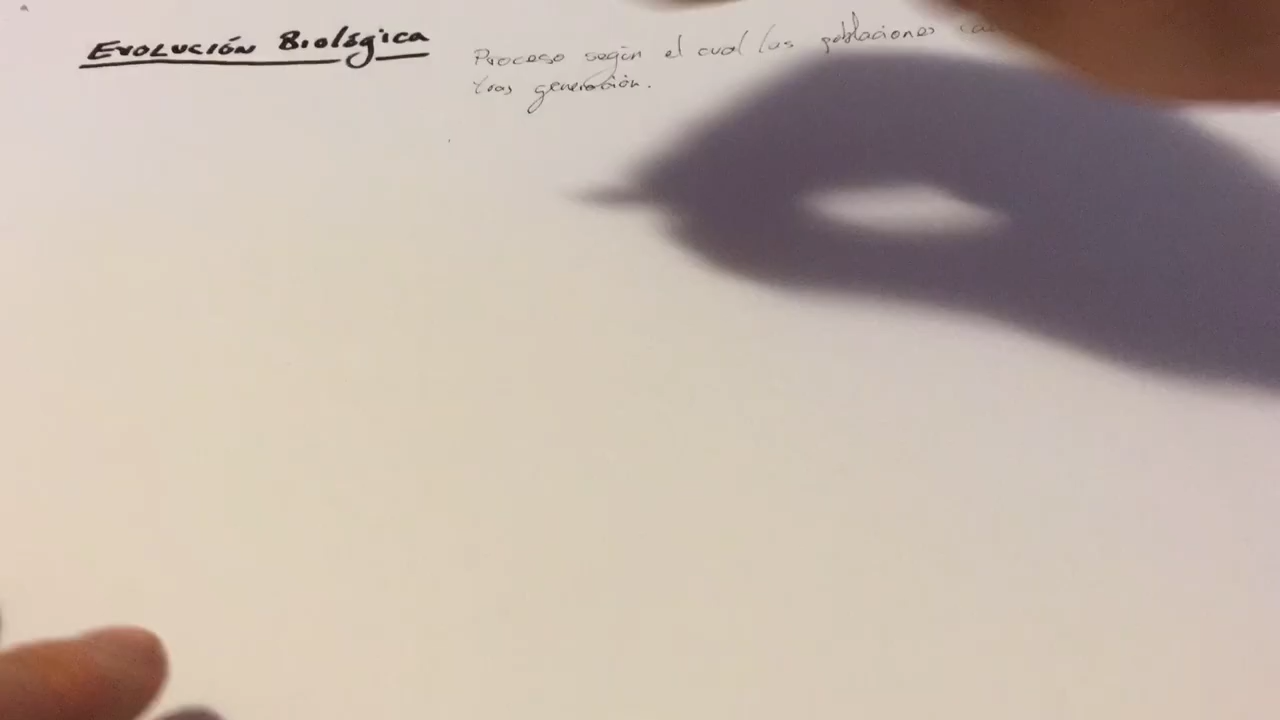 Evolución Biológica
Proceso según el cual las poblaciones
tras generación.